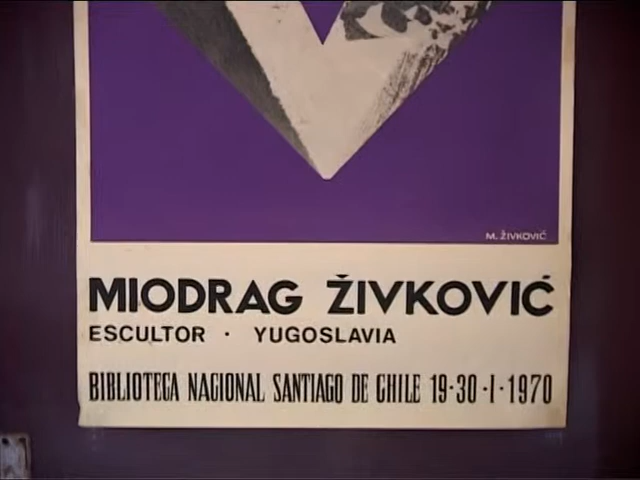 M. ŽIVKOVIĆ
MIODRAG ŽIVKOVIĆ
ESCULTOR · YUGOSLAVIA
BIBLIOTECA NACIONAL SANTIAGO DE CHILE 19·30·I·1970